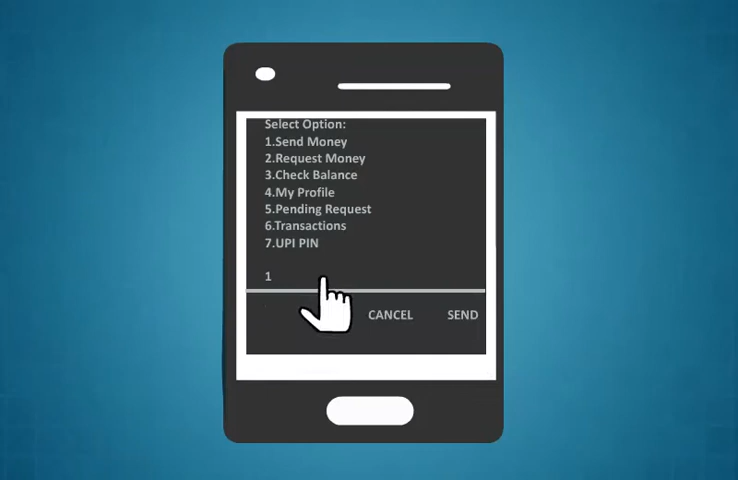 Select Option:
1.Send Money
2.Request Money
3.Check Balance
4.My Profile
5.Pending Request
6.Transactions
7.UPI PIN
1
CANCEL SEND